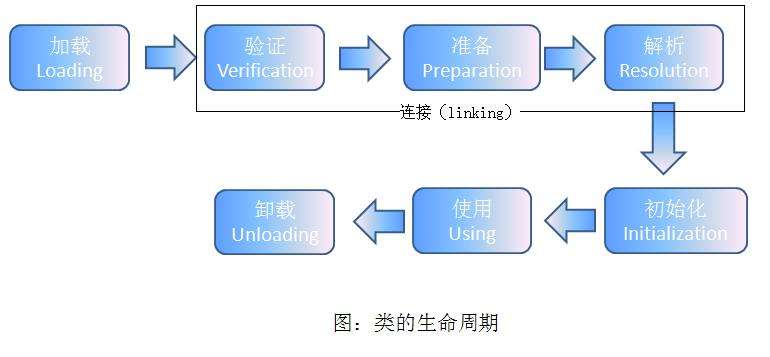 加载
Loading
验证
Verification
准备
Preparation
解析
Resolution
连接（linking）
初始化
Initialization
使用
Using
卸载
Unloading
图：类的生命周期